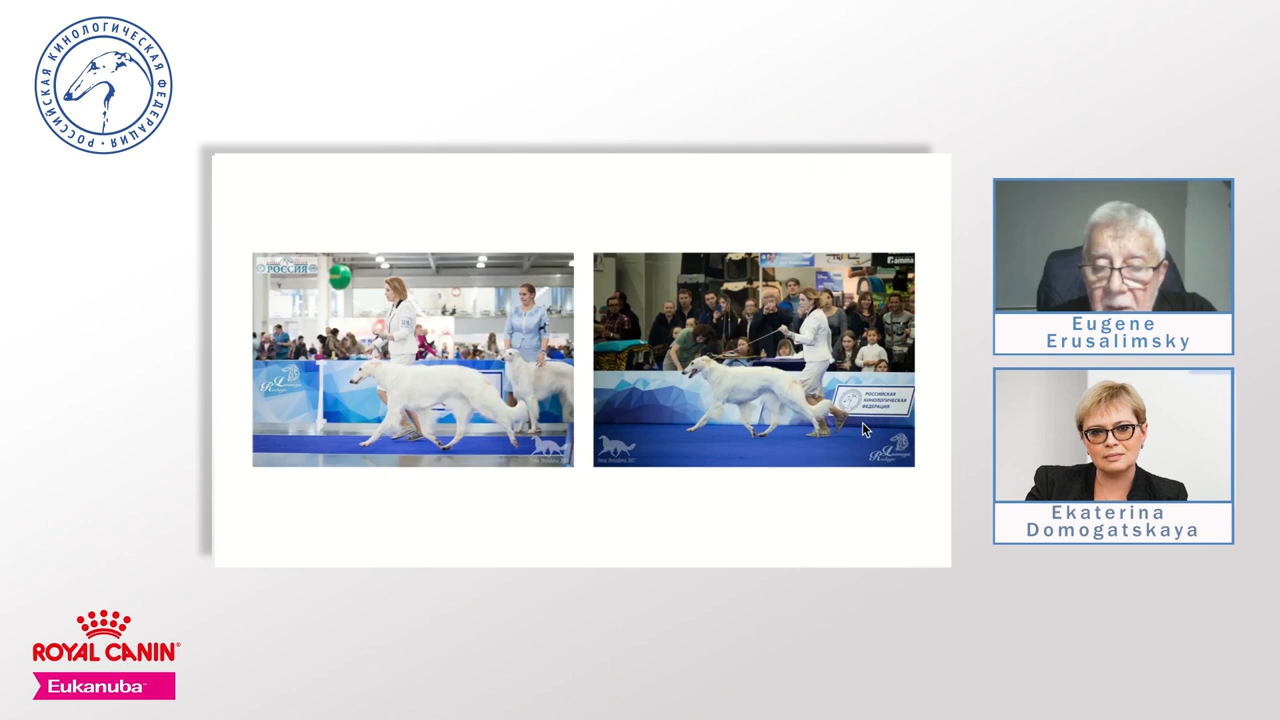 РОССИЙСКАЯ КИНОЛОГИЧЕСКАЯ ФЕДЕРАЦИЯ
РОССИЯ
РОССИЙСКАЯ
КИНОЛОГИЧЕСКАЯ
ФЕДЕРАЦИЯ
Eugene
Erusalimsky
Ekaterina
Domogatskaya
ROYAL CANIN
Eukanuba